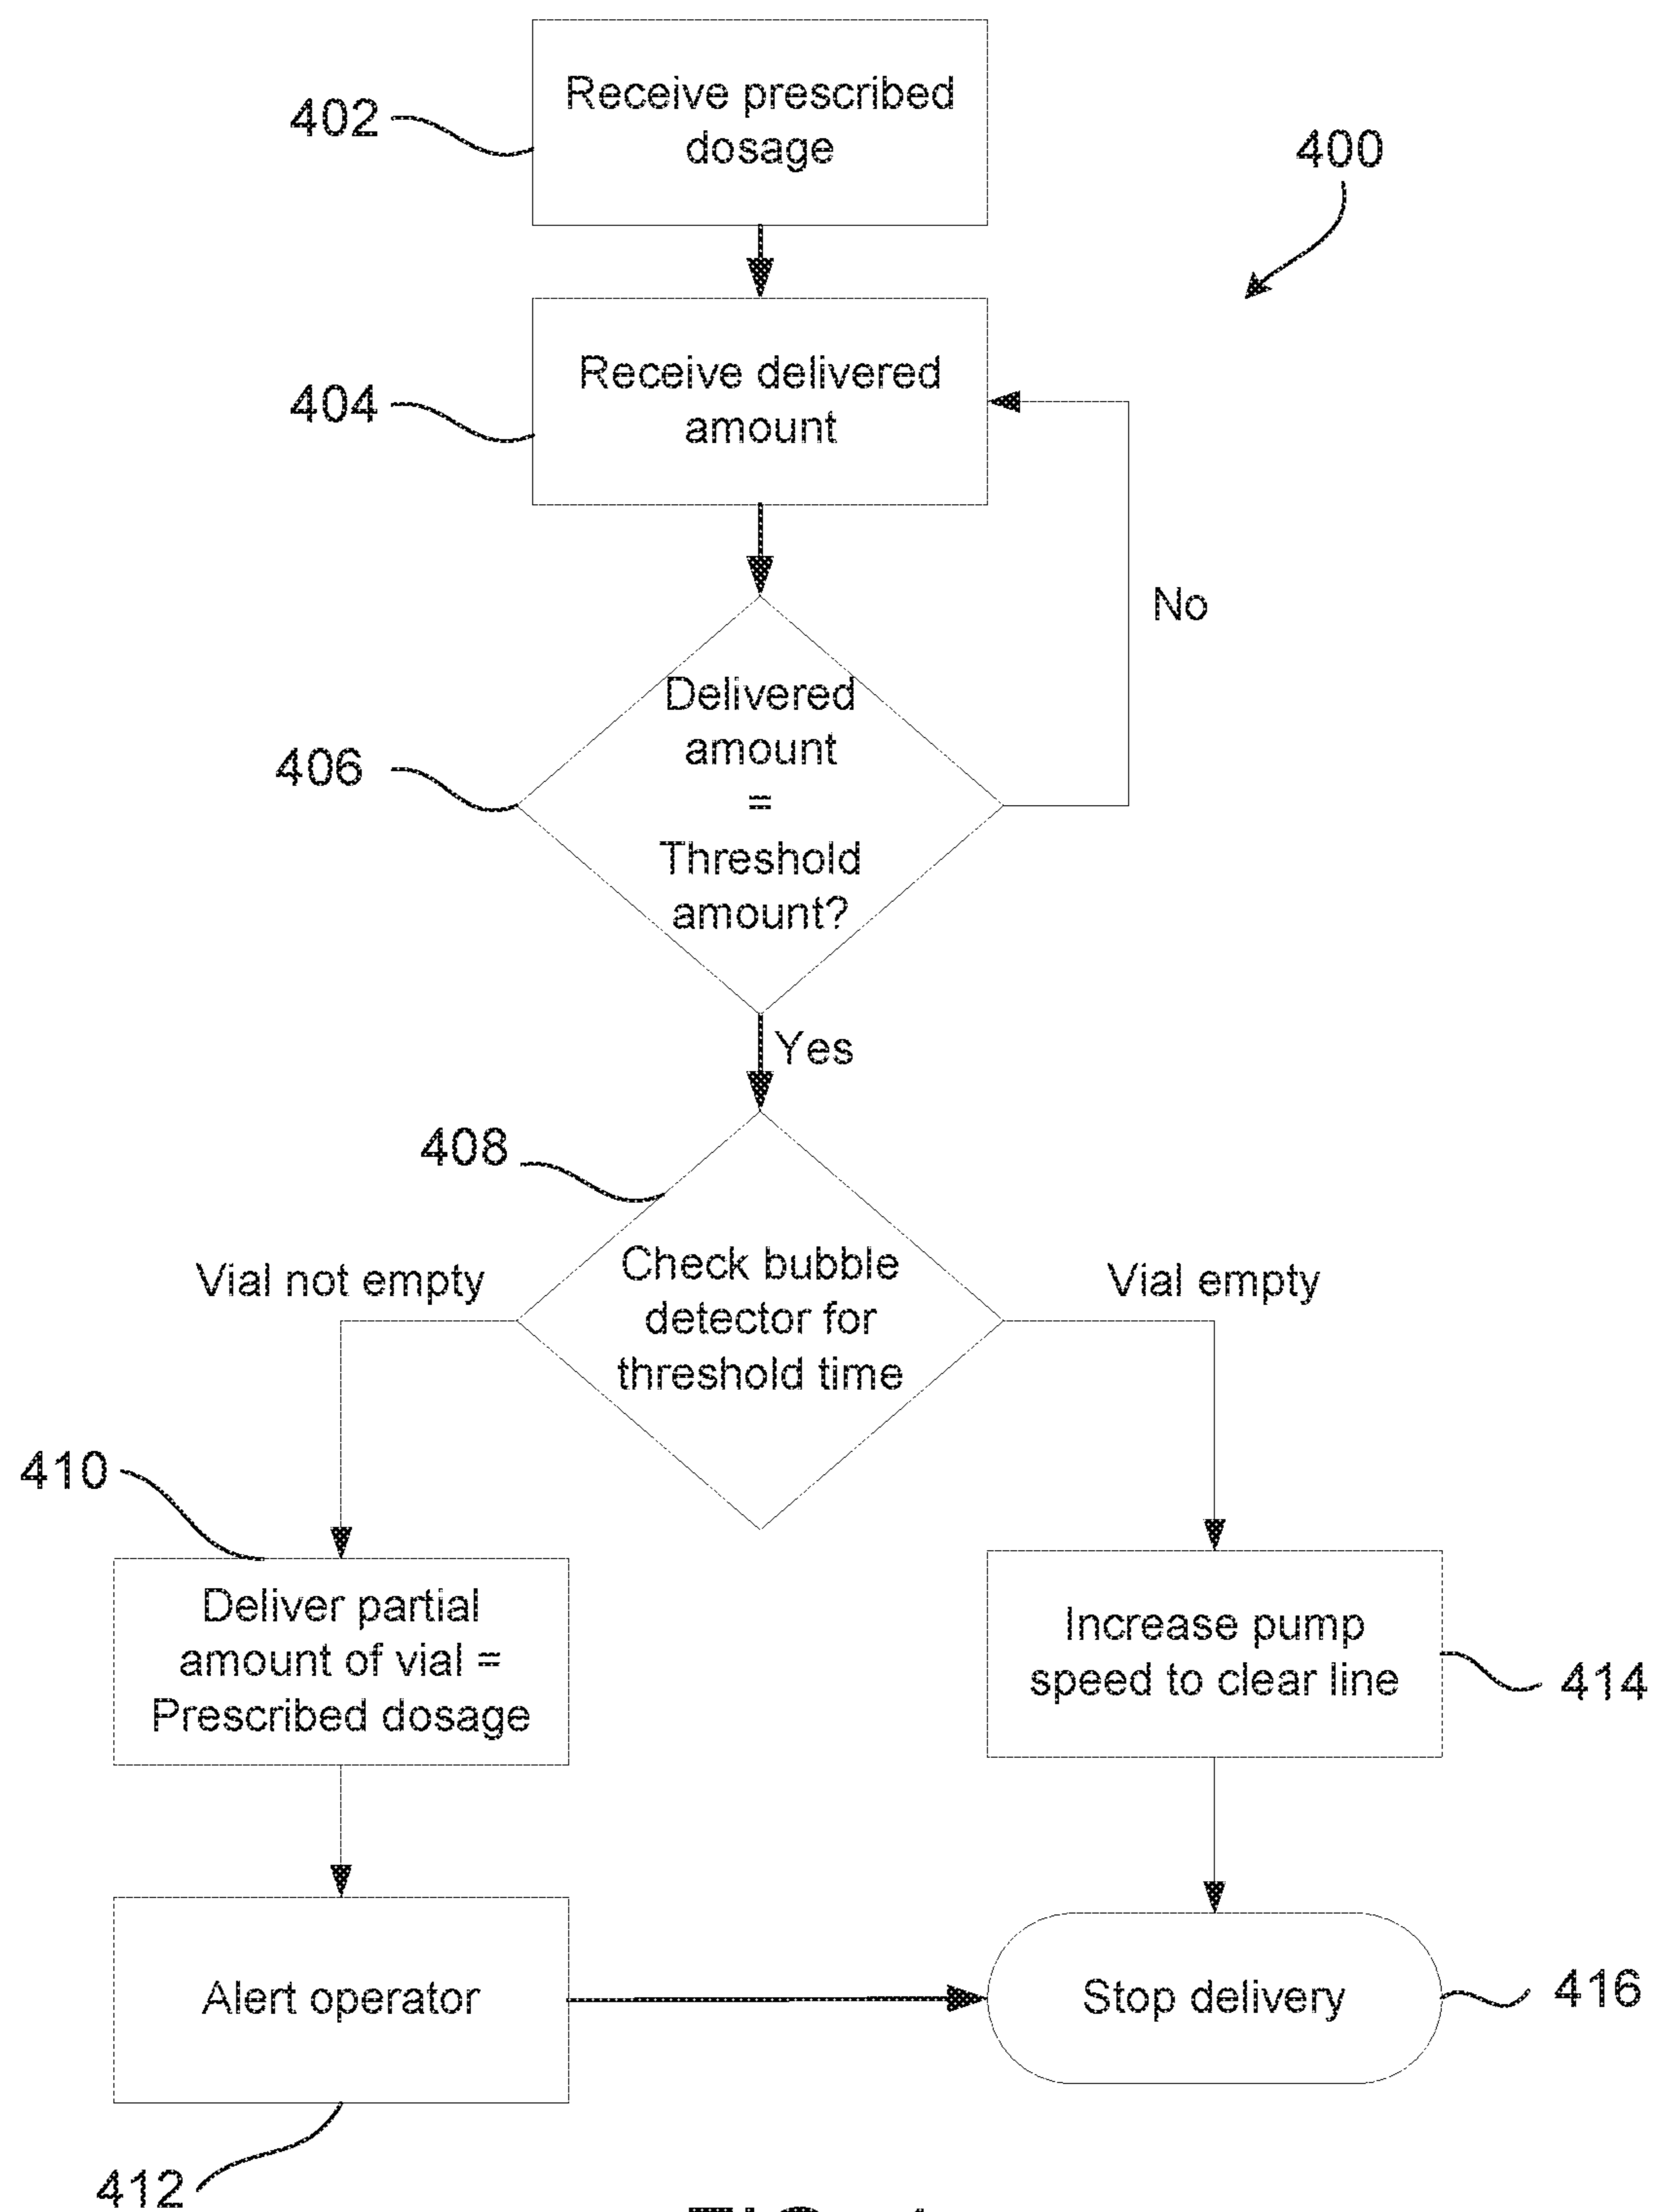 Receive prescribed
dosage
402
400
Receive delivered
amount
404
No
Delivered
amount
=
Threshold
amount?
406
Yes
408
Check bubble
detector for
threshold time
Vial not empty
Vial empty
410
Deliver partial
amount of vial =
Prescribed dosage
Increase pump
speed to clear line
414
Alert operator
Stop delivery
416
412